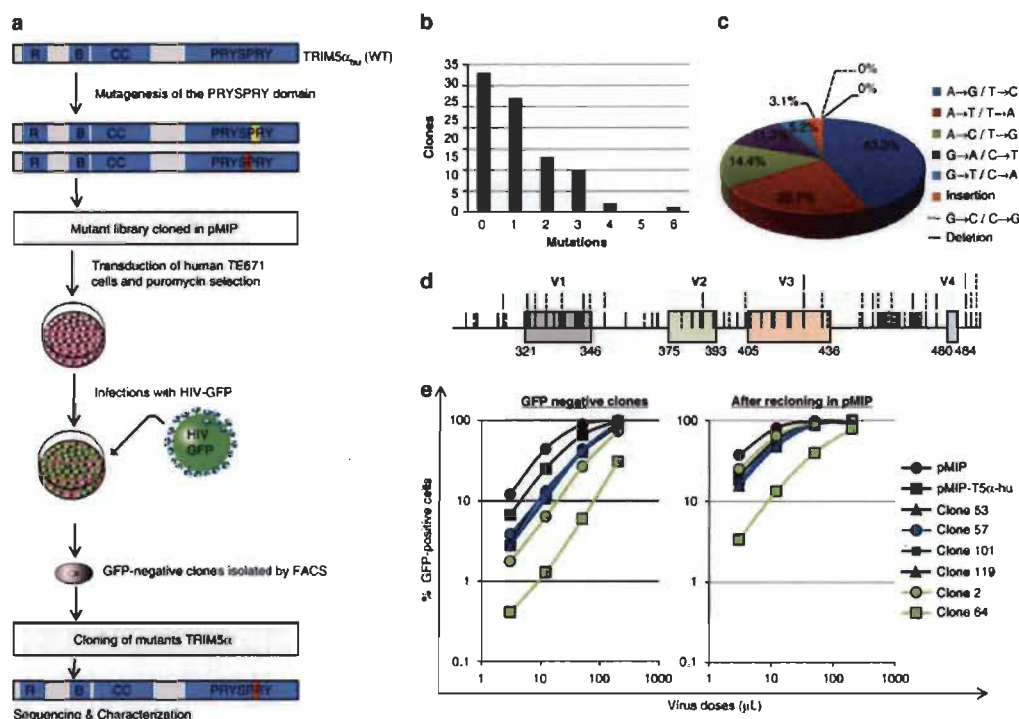 a
R B CC PRYSPRY TRIM5αhu (WT)
Mutagenesis of the PRYSPRY domain
R B CC PRYSPRY
R B CC PRYSPRY
Mutant library cloned in pMIP
Transduction of human TE671
cells and puromycin selection
Infections with HIV-GFP
HIV
GFP
GFP-negative clones isolated by FACS
Cloning of mutants TRIM5α
R B CC PRYSPRY
Sequencing & Characterization
b
Clones
35
30
25
20
15
10
5
0
0 1 2 3 4 5 6
Mutations
c
0%
0%
3.1%
5.2%
14.4%
A→G / T→C
A→T / T→A
A→C / T→G
G→A / C→T
G→T / C→A
Insertion
G→C / C→G
Deletion
d
V1 V2 V3 V4
321 346 375 393 405 436 480 484
e
GFP negative clones
After recloning in pMIP
% GFP-positive cells
100
10
1
0.1
1 10 100 1000
100
10
1
0.1
1 10 100 1000
Virus doses (µL)
pMIP
pMIP-T5α-hu
Clone 53
Clone 57
Clone 101
Clone 119
Clone 2
Clone 64